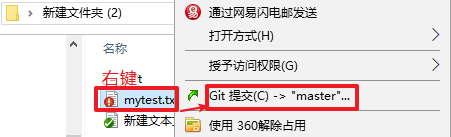 新建文件夹 (2)
名称
右键t
mytest.tx
新建文本
通过网易闪电邮发送
打开方式(H)
授予访问权限(G)
Git 提交(C) -> "master"...
使用 360解除占用